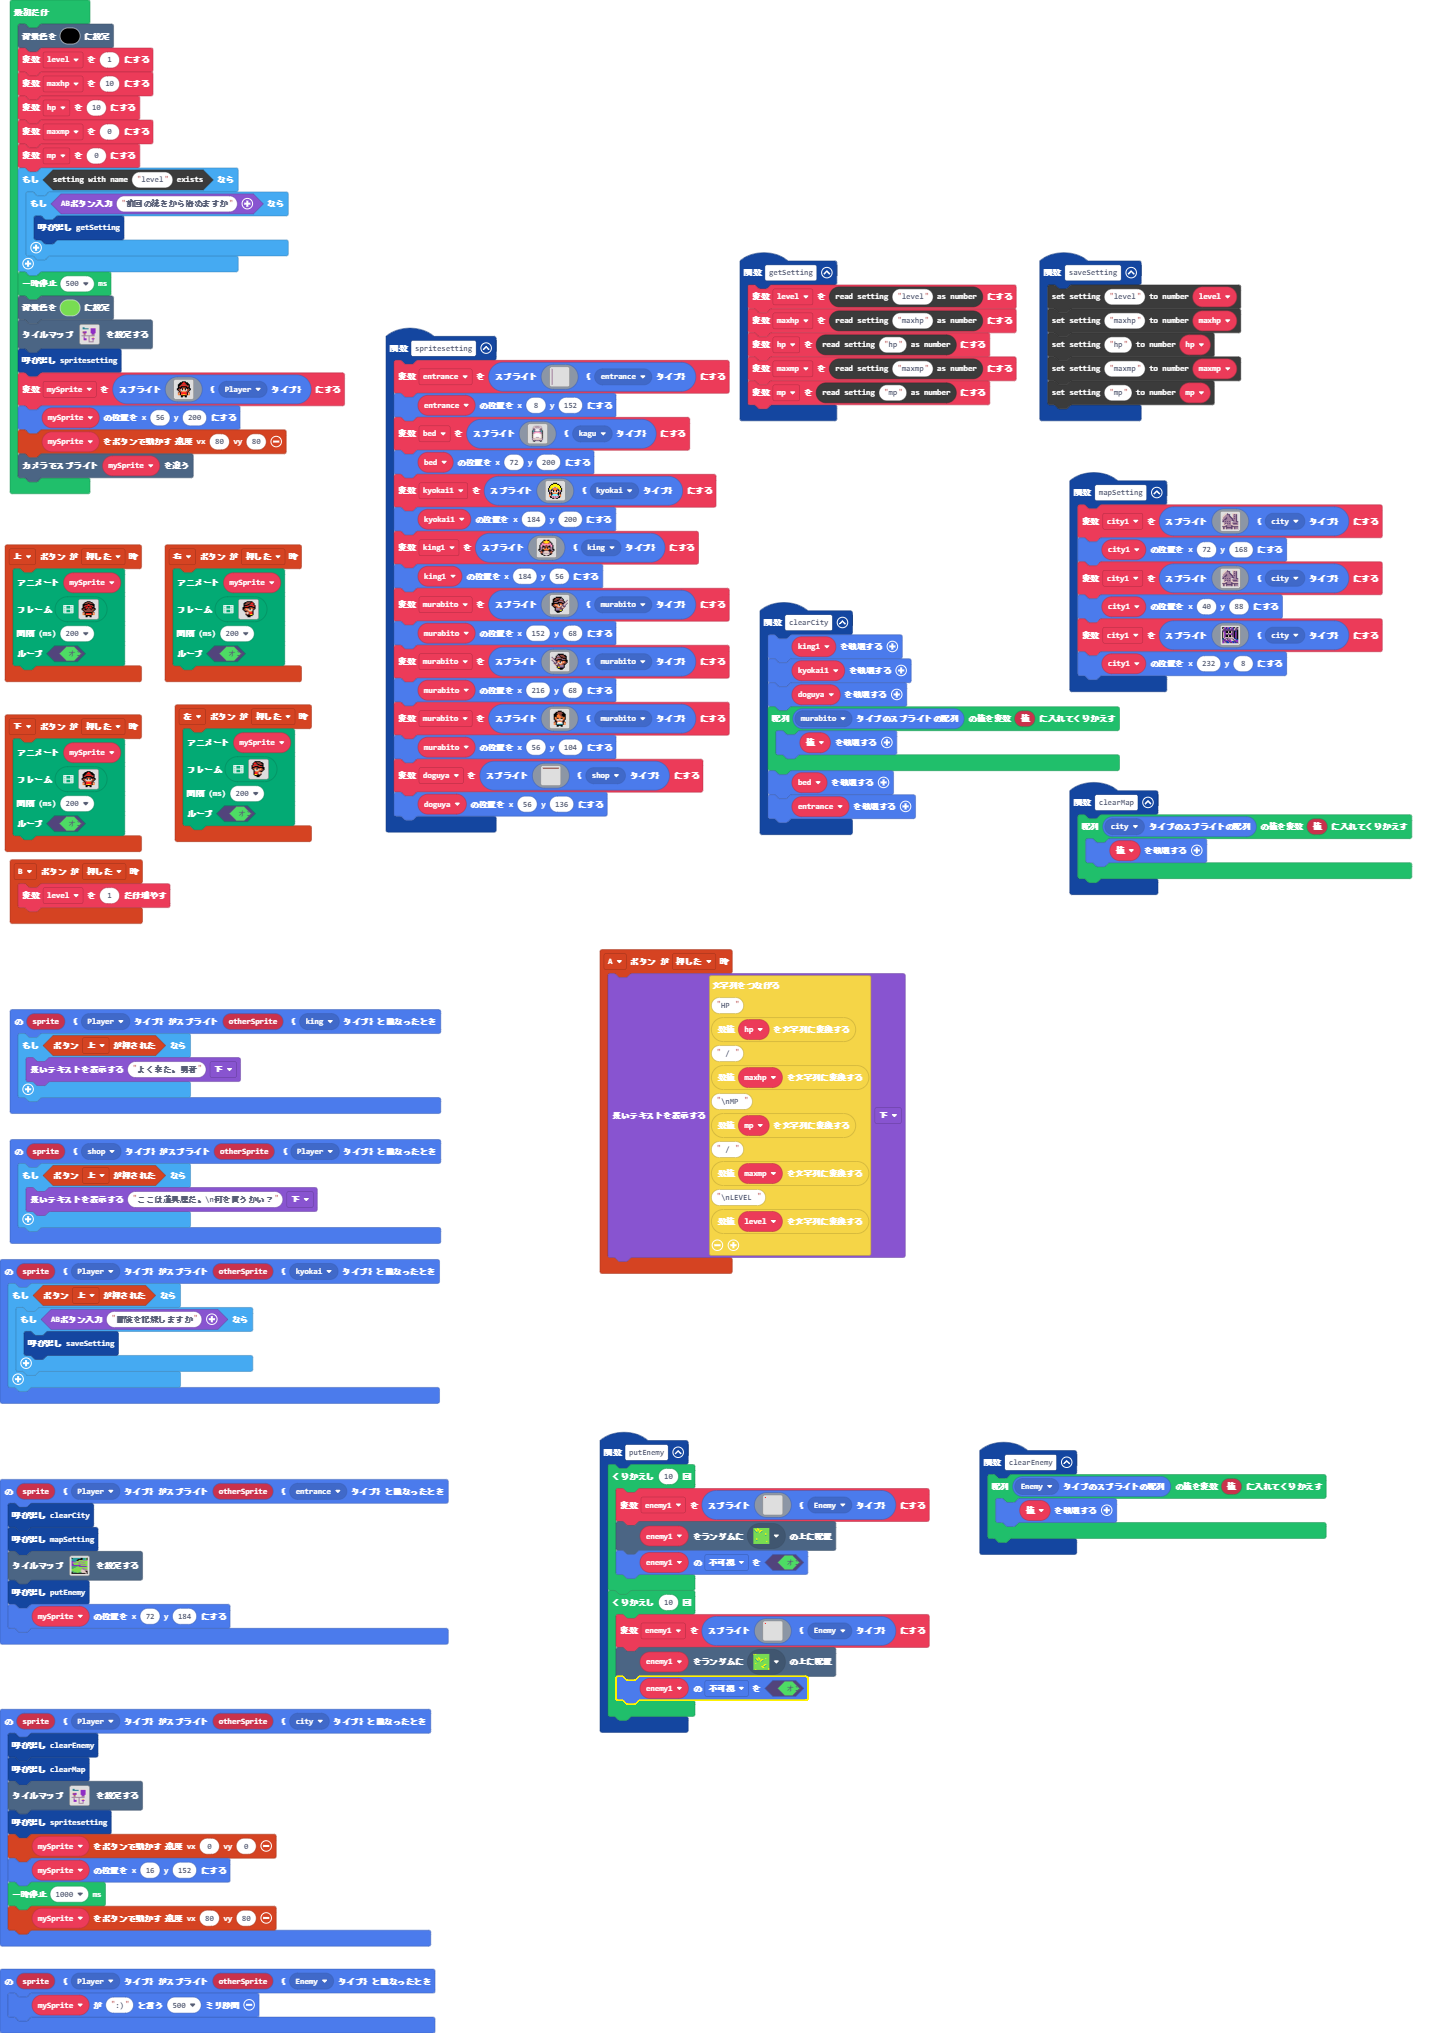 最初だけ
背景色を に設定
変数 level を 1 にする
変数 maxhp を 10 にする
変数 hp を 10 にする
変数 maxmp を 0 にする
変数 mp を 0 にする
もし setting with name "level" exists なら
もし ABボタン入力 "前回の続きから始めますか" なら
呼び出し getSetting
一時停止 500 ms
背景色を に設定
タイルマップ を設定する
呼び出し spritesetting
変数 mySprite を スプライト ( Player タイプ) にする
mySprite の位置を x 56 y 200 にする
mySprite をボタンで動かす 速度 vx 80 vy 80
カメラでスプライト mySprite を追う
上 ボタン が 押した 時
アニメート mySprite
フレーム
間隔 (ms) 200
ループ オ
右 ボタン が 押した 時
アニメート mySprite
フレーム
間隔 (ms) 200
ループ オ
下 ボタン が 押した 時
アニメート mySprite
フレーム
間隔 (ms) 200
ループ オ
左 ボタン が 押した 時
アニメート mySprite
フレーム
間隔 (ms) 200
ループ オ
B ボタン が 押した 時
変数 level を 1 だけ増やす
関数 spritesetting
変数 entrance を スプライト ( entrance タイプ) にする
entrance の位置を x 8 y 152 にする
変数 bed を スプライト ( kagu タイプ) にする
bed の位置を x 72 y 200 にする
変数 kyokai1 を スプライト ( kyokai タイプ) にする
kyokai1 の位置を x 184 y 200 にする
変数 king1 を スプライト ( king タイプ) にする
king1 の位置を x 184 y 56 にする
変数 murabito を スプライト ( murabito タイプ) にする
murabito の位置を x 152 y 68 にする
変数 murabito を スプライト ( murabito タイプ) にする
murabito の位置を x 216 y 68 にする
変数 murabito を スプライト ( murabito タイプ) にする
murabito の位置を x 56 y 104 にする
変数 doguya を スプライト ( shop タイプ) にする
doguya の位置を x 56 y 136 にする
関数 getSetting
変数 level を read setting "level" as number にする
変数 maxhp を read setting "maxhp" as number にする
変数 hp を read setting "hp" as number にする
変数 maxmp を read setting "maxmp" as number にする
変数 mp を read setting "mp" as number にする
関数 saveSetting
set setting "level" to number level
set setting "maxhp" to number maxhp
set setting "hp" to number hp
set setting "maxmp" to number maxmp
set setting "mp" to number mp
関数 mapSetting
変数 city1 を スプライト ( city タイプ) にする
city1 の位置を x 72 y 168 にする
変数 city1 を スプライト ( city タイプ) にする
city1 の位置を x 40 y 88 にする
変数 city1 を スプライト ( city タイプ) にする
city1 の位置を x 232 y 8 にする
関数 clearCity
king1 を破壊する
kyokai1 を破壊する
doguya を破壊する
配列 murabito タイプのスプライトの配列 の値を変数 値 に入れてくりかえす
値 を破壊する
bed を破壊する
entrance を破壊する
関数 clearMap
配列 city タイプのスプライトの配列 の値を変数 値 に入れてくりかえす
値 を破壊する
A ボタン が 押した 時
長いテキストを表示する 下
文字列をつなげる
"HP "
数値 hp を文字列に変換する
" / "
数値 maxhp を文字列に変換する
"\nMP "
数値 mp を文字列に変換する
" / "
数値 maxmp を文字列に変換する
"\nLEVEL "
数値 level を文字列に変換する
の sprite ( Player タイプ) がスプライト otherSprite ( king タイプ) と重なったとき
もし ボタン 上 が押された なら
長いテキストを表示する "よく来た。勇者" 下
の sprite ( shop タイプ) がスプライト otherSprite ( Player タイプ) と重なったとき
もし ボタン 上 が押された なら
長いテキストを表示する "ここは道具屋だ。\n何を買うかい？" 下
の sprite ( Player タイプ) がスプライト otherSprite ( kyokai タイプ) と重なったとき
もし ボタン 上 が押された なら
もし ABボタン入力 "冒険を記録しますか" なら
呼び出し saveSetting
の sprite ( Player タイプ) がスプライト otherSprite ( entrance タイプ) と重なったとき
呼び出し clearCity
呼び出し mapSetting
タイルマップ を設定する
呼び出し putEnemy
mySprite の位置を x 72 y 184 にする
関数 putEnemy
くりかえし 10 回
変数 enemy1 を スプライト ( Enemy タイプ) にする
enemy1 をランダムに の上に配置
enemy1 の 不可視 を オ
くりかえし 10 回
変数 enemy1 を スプライト ( Enemy タイプ) にする
enemy1 をランダムに の上に配置
enemy1 の 不可視 を オ
関数 clearEnemy
配列 Enemy タイプのスプライトの配列 の値を変数 値 に入れてくりかえす
値 を破壊する
の sprite ( Player タイプ) がスプライト otherSprite ( city タイプ) と重なったとき
呼び出し clearEnemy
呼び出し clearMap
タイルマップ を設定する
呼び出し spritesetting
mySprite をボタンで動かす 速度 vx 0 vy 0
mySprite の位置を x 16 y 152 にする
一時停止 1000 ms
mySprite をボタンで動かす 速度 vx 80 vy 80
の sprite ( Player タイプ) がスプライト otherSprite ( Enemy タイプ) と重なったとき
mySprite が ":)" と言う 500 ミリ秒間